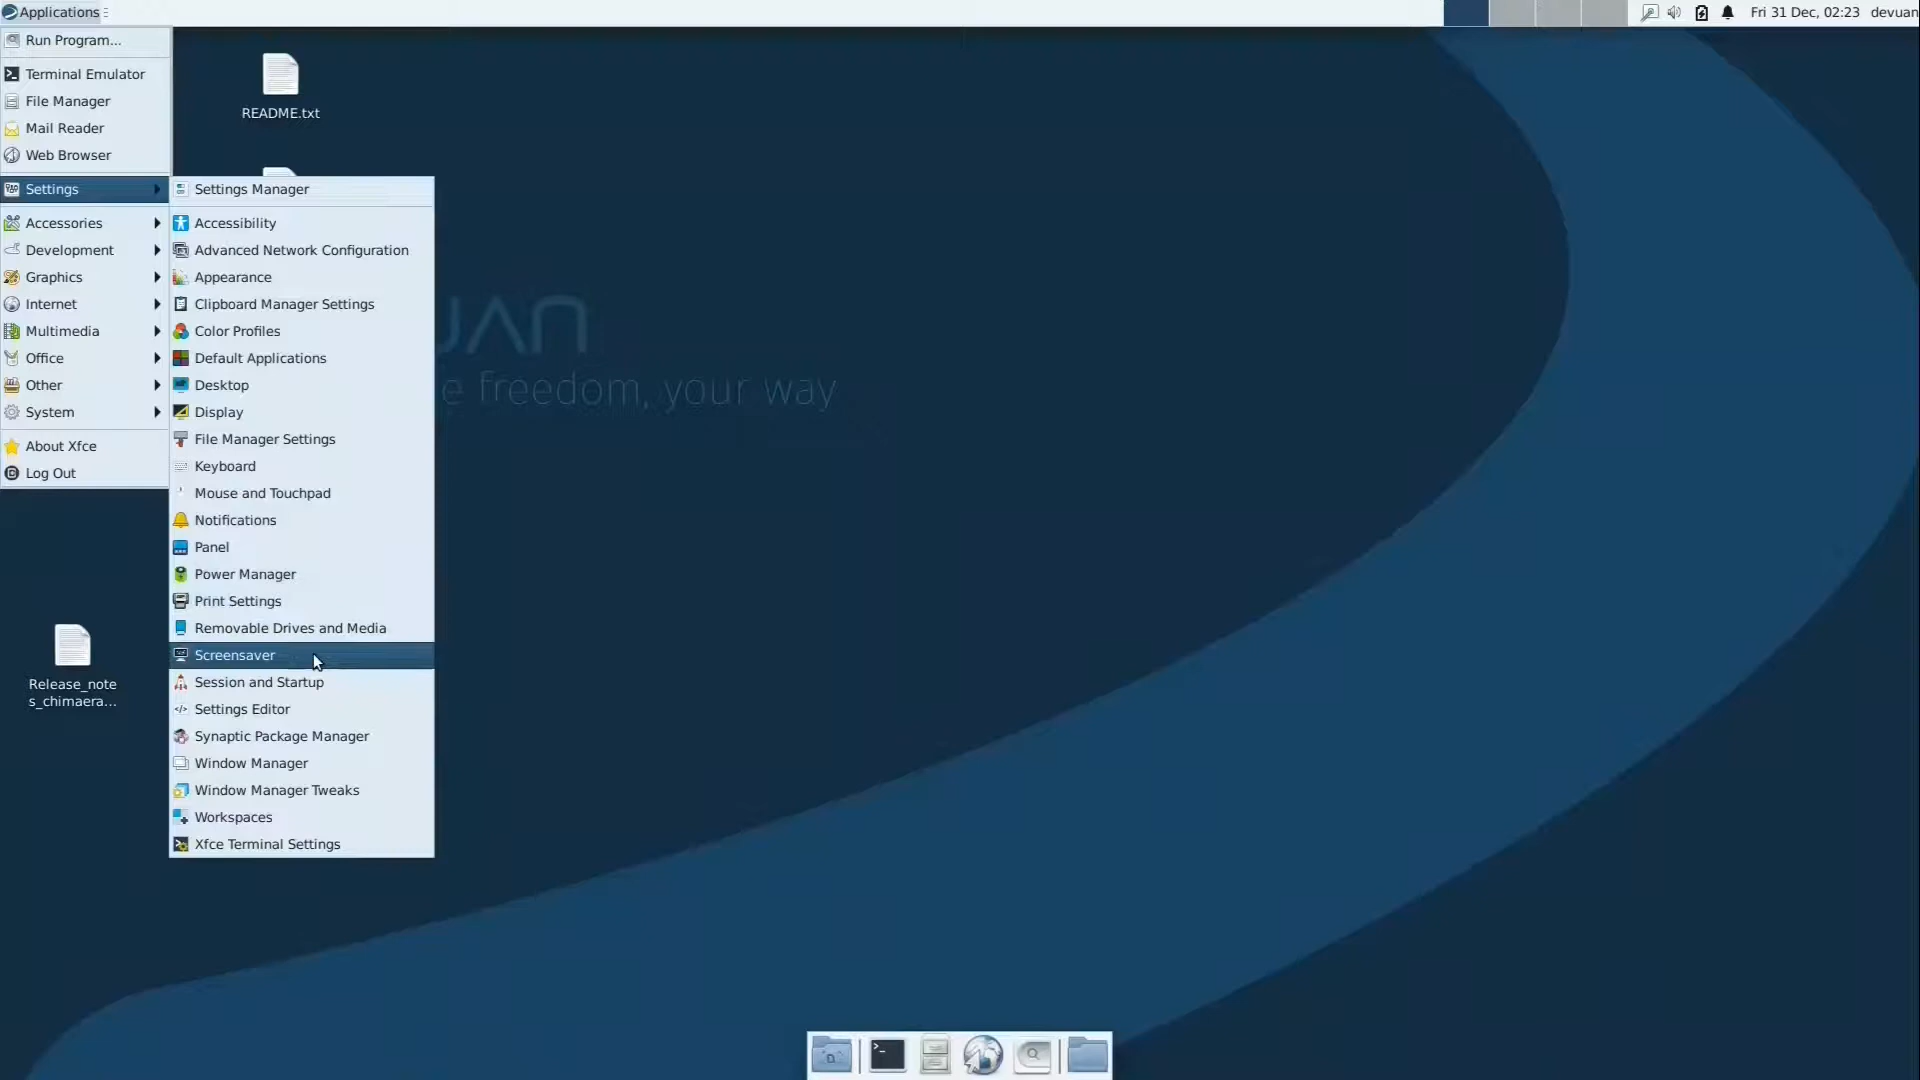 Applications
Fri 31 Dec, 02:23
devuan
Run Program...
Terminal Emulator
File Manager
Mail Reader
Web Browser
Settings
Accessories
Development
Graphics
Internet
Multimedia
Office
Other
System
About Xfce
Log Out
Settings Manager
Accessibility
Advanced Network Configuration
Appearance
Clipboard Manager Settings
Color Profiles
Default Applications
Desktop
Display
File Manager Settings
Keyboard
Mouse and Touchpad
Notifications
Panel
Power Manager
Print Settings
Removable Drives and Media
Screensaver
Session and Startup
Settings Editor
Synaptic Package Manager
Window Manager
Window Manager Tweaks
Workspaces
Xfce Terminal Settings
README.txt
UAN
e freedom, your way
Release_note
s_chimaera...